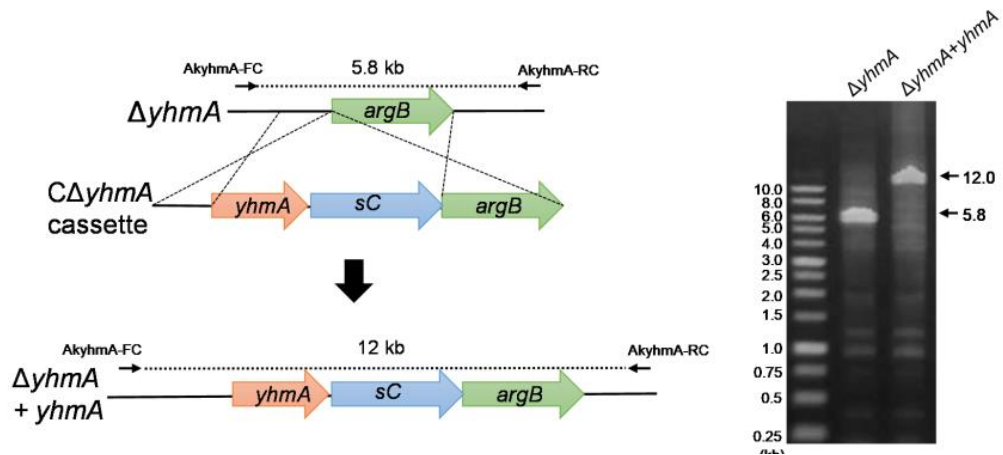 AkyhmA-FC
5.8 kb
AkyhmA-RC
ΔyhmA
argB
CΔyhmA
cassette
yhmA
sC
argB
AkyhmA-FC
12 kb
AkyhmA-RC
ΔyhmA
+ yhmA
yhmA
sC
argB
ΔyhmA
ΔyhmA+yhmA
10.0
8.0
6.0
5.0
4.0
3.0
2.5
2.0
1.5
1.0
0.75
0.5
0.25
(kb)
12.0
5.8